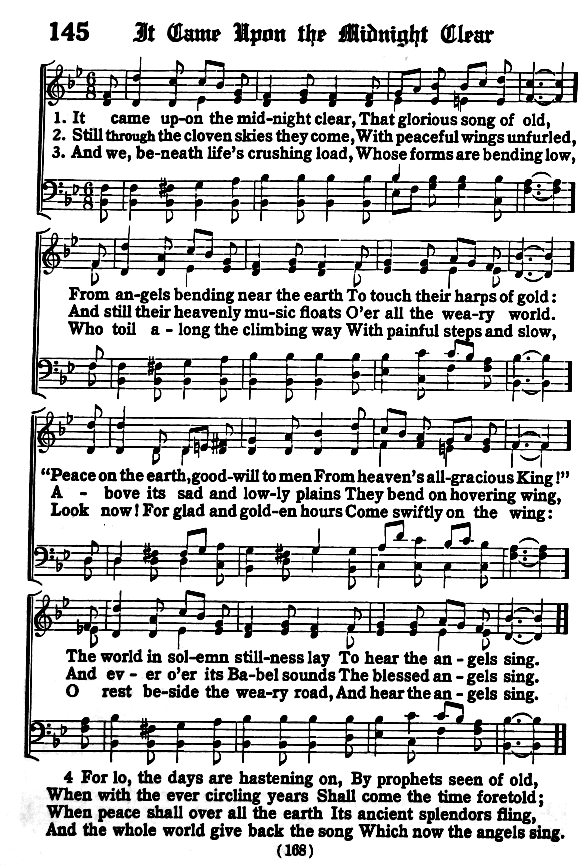 145 It Came Upon the Midnight Clear
1. It came up-on the mid-night clear, That glorious song of old,
2. Still through the cloven skies they come, With peaceful wings unfurled,
3. And we, be-neath life's crushing load, Whose forms are bending low,
From an-gels bending near the earth To touch their harps of gold:
And still their heavenly mu-sic floats O'er all the wea-ry world.
Who toil a - long the climbing way With painful steps and slow,
"Peace on the earth, good-will to men From heaven's all-gracious King!"
A - bove its sad and low-ly plains They bend on hovering wing,
Look now! For glad and gold-en hours Come swiftly on the wing:
The world in sol-emn still-ness lay To hear the an - gels sing.
And ev - er o'er its Ba-bel sounds The blessed an - gels sing.
O rest be-side the wea-ry road, And hear the an - gels sing.
4 For lo, the days are hastening on, By prophets seen of old,
When with the ever circling years Shall come the time foretold;
When peace shall over all the earth Its ancient splendors fling,
And the whole world give back the song Which now the angels sing.
(168)